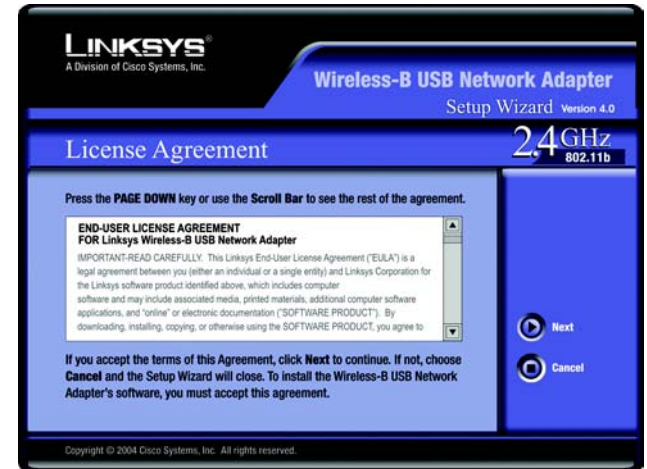 LINKSYS®
A Division of Cisco Systems, Inc.
Wireless-B USB Network Adapter
Setup Wizard Version 4.0
License Agreement
2.4GHz
802.11b
Press the PAGE DOWN key or use the Scroll Bar to see the rest of the agreement.
END-USER LICENSE AGREEMENT
FOR Linksys Wireless-B USB Network Adapter
IMPORTANT-READ CAREFULLY. This Linksys End-User License Agreement ("EULA") is a
legal agreement between you (either an individual or a single entity) and Linksys Corporation for
the Linksys software product identified above, which includes computer
software and may include associated media, printed materials, additional computer software
applications, and "online" or electronic documentation ("SOFTWARE PRODUCT"). By
downloading, installing, copying, or otherwise using the SOFTWARE PRODUCT, you agree to
Next
Cancel
If you accept the terms of this Agreement, click Next to continue. If not, choose
Cancel and the Setup Wizard will close. To install the Wireless-B USB Network
Adapter's software, you must accept this agreement.
Copyright © 2004 Cisco Systems, Inc. All rights reserved.